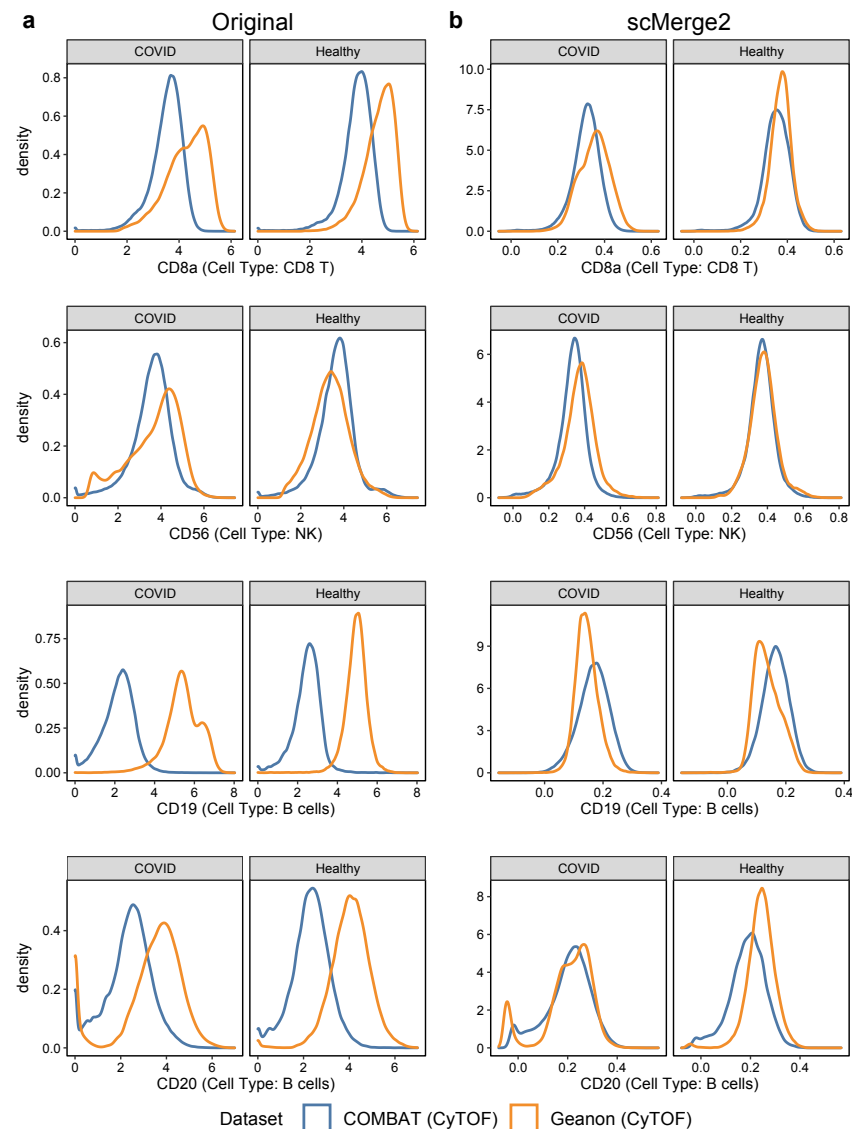 a Original b scMerge2
COVID Healthy COVID Healthy
density
0.8
0.6
0.4
0.2
0.0
10.0
7.5
5.0
2.5
0.0
0 2 4 6 0 2 4 6 0.0 0.2 0.4 0.6 0.0 0.2 0.4 0.6
CD8a (Cell Type: CD8 T) CD8a (Cell Type: CD8 T)
COVID Healthy COVID Healthy
density
0.6
0.4
0.2
0.0
6
4
2
0
0 2 4 6 0 2 4 6 0.0 0.2 0.4 0.6 0.8 0.0 0.2 0.4 0.6 0.8
CD56 (Cell Type: NK) CD56 (Cell Type: NK)
COVID Healthy COVID Healthy
density
0.75
0.50
0.25
0.00
9
6
3
0
0 2 4 6 8 0 2 4 6 8 0.0 0.2 0.4 0.0 0.2 0.4
CD19 (Cell Type: B cells) CD19 (Cell Type: B cells)
COVID Healthy COVID Healthy
density
0.4
0.2
0.0
8
6
4
2
0
0 2 4 6 0 2 4 6 0.0 0.2 0.4 0.0 0.2 0.4
CD20 (Cell Type: B cells) CD20 (Cell Type: B cells)
Dataset COMBAT (CyTOF) Geanon (CyTOF)